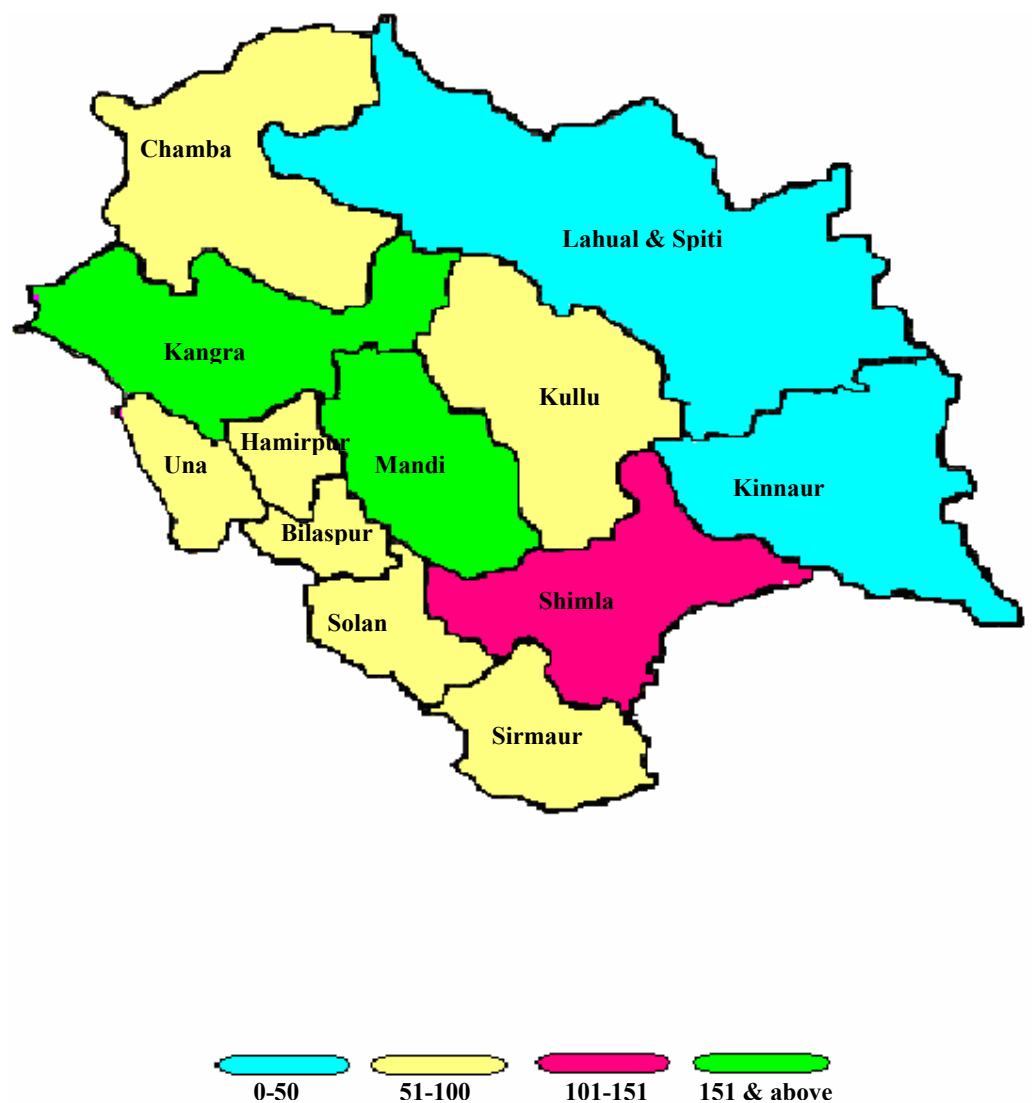 Chamba
Lahual & Spiti
Kangra
Kullu
Hamirpur
Una
Mandi
Kinnaur
Bilaspur
Shimla
Solan
Sirmaur
0-50 51-100 101-151 151 & above